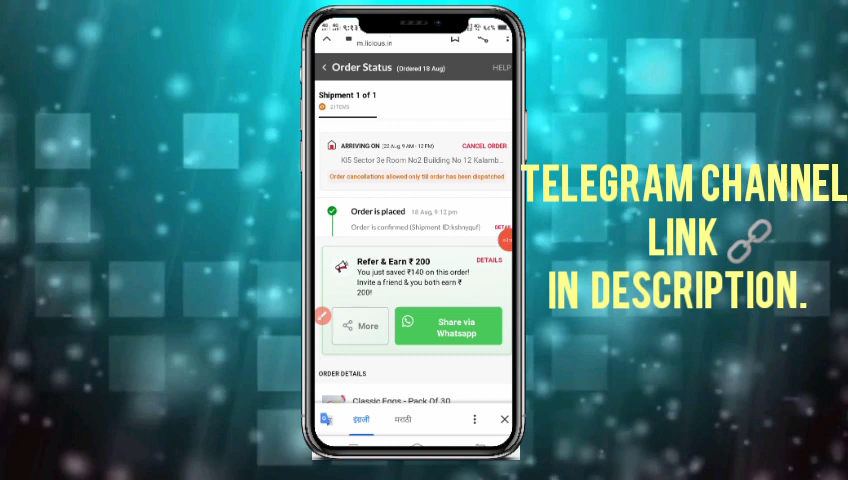 m.licious.in
Order Status (Ordered 18 Aug) HELP
Shipment 1 of 1
2 ITEMS
ARRIVING ON (22 Aug, 9 AM - 12 PM) CANCEL ORDER
Kl5 Sector 3e Room No2 Building No 12 Kalamb...
Order cancellations allowed only till order has been dispatched
Order is placed 18 Aug, 9:12 pm
Order is confirmed (Shipment ID:kshnyquf) DETAI
Refer & Earn ₹ 200 DETAILS
You just saved ₹140 on this order!
Invite a friend & you both earn ₹
200!
More
Share via
Whatsapp
ORDER DETAILS
Classic Eggs - Pack Of 30
इंग्रजी मराठी
TELEGRAM CHANNEL
LINK
IN DESCRIPTION.